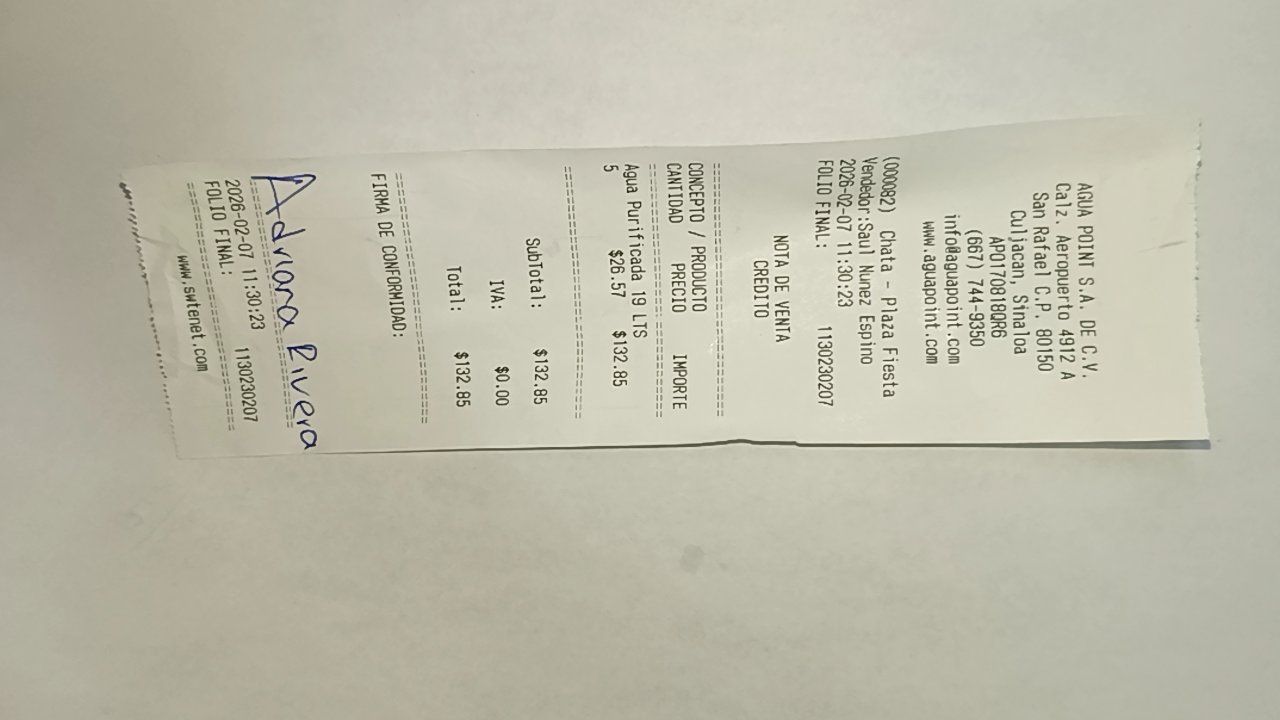 AGUA POINT S.A. DE C.V.
Calz. Aeropuerto 4912 A
San Rafael C.P. 80150
Culiacan, Sinaloa
APO170818QR6
(667) 744-9350
info@aguapoint.com
www.aguapoint.com
(000082) Chata - Plaza Fiesta
Vendedor:Saul Nunez Espino
2026-02-07 11:30:23
FOLIO FINAL: 1130230207
NOTA DE VENTA
CREDITO
CONCEPTO / PRODUCTO
CANTIDAD PRECIO IMPORTE
Agua Purificada 19 LTS
5 $26.57 $132.85
SubTotal: $132.85
IVA: $0.00
Total: $132.85
FIRMA DE CONFORMIDAD:
Adriana Rivera
2026-02-07 11:30:23
FOLIO FINAL: 1130230207
www.swtenet.com